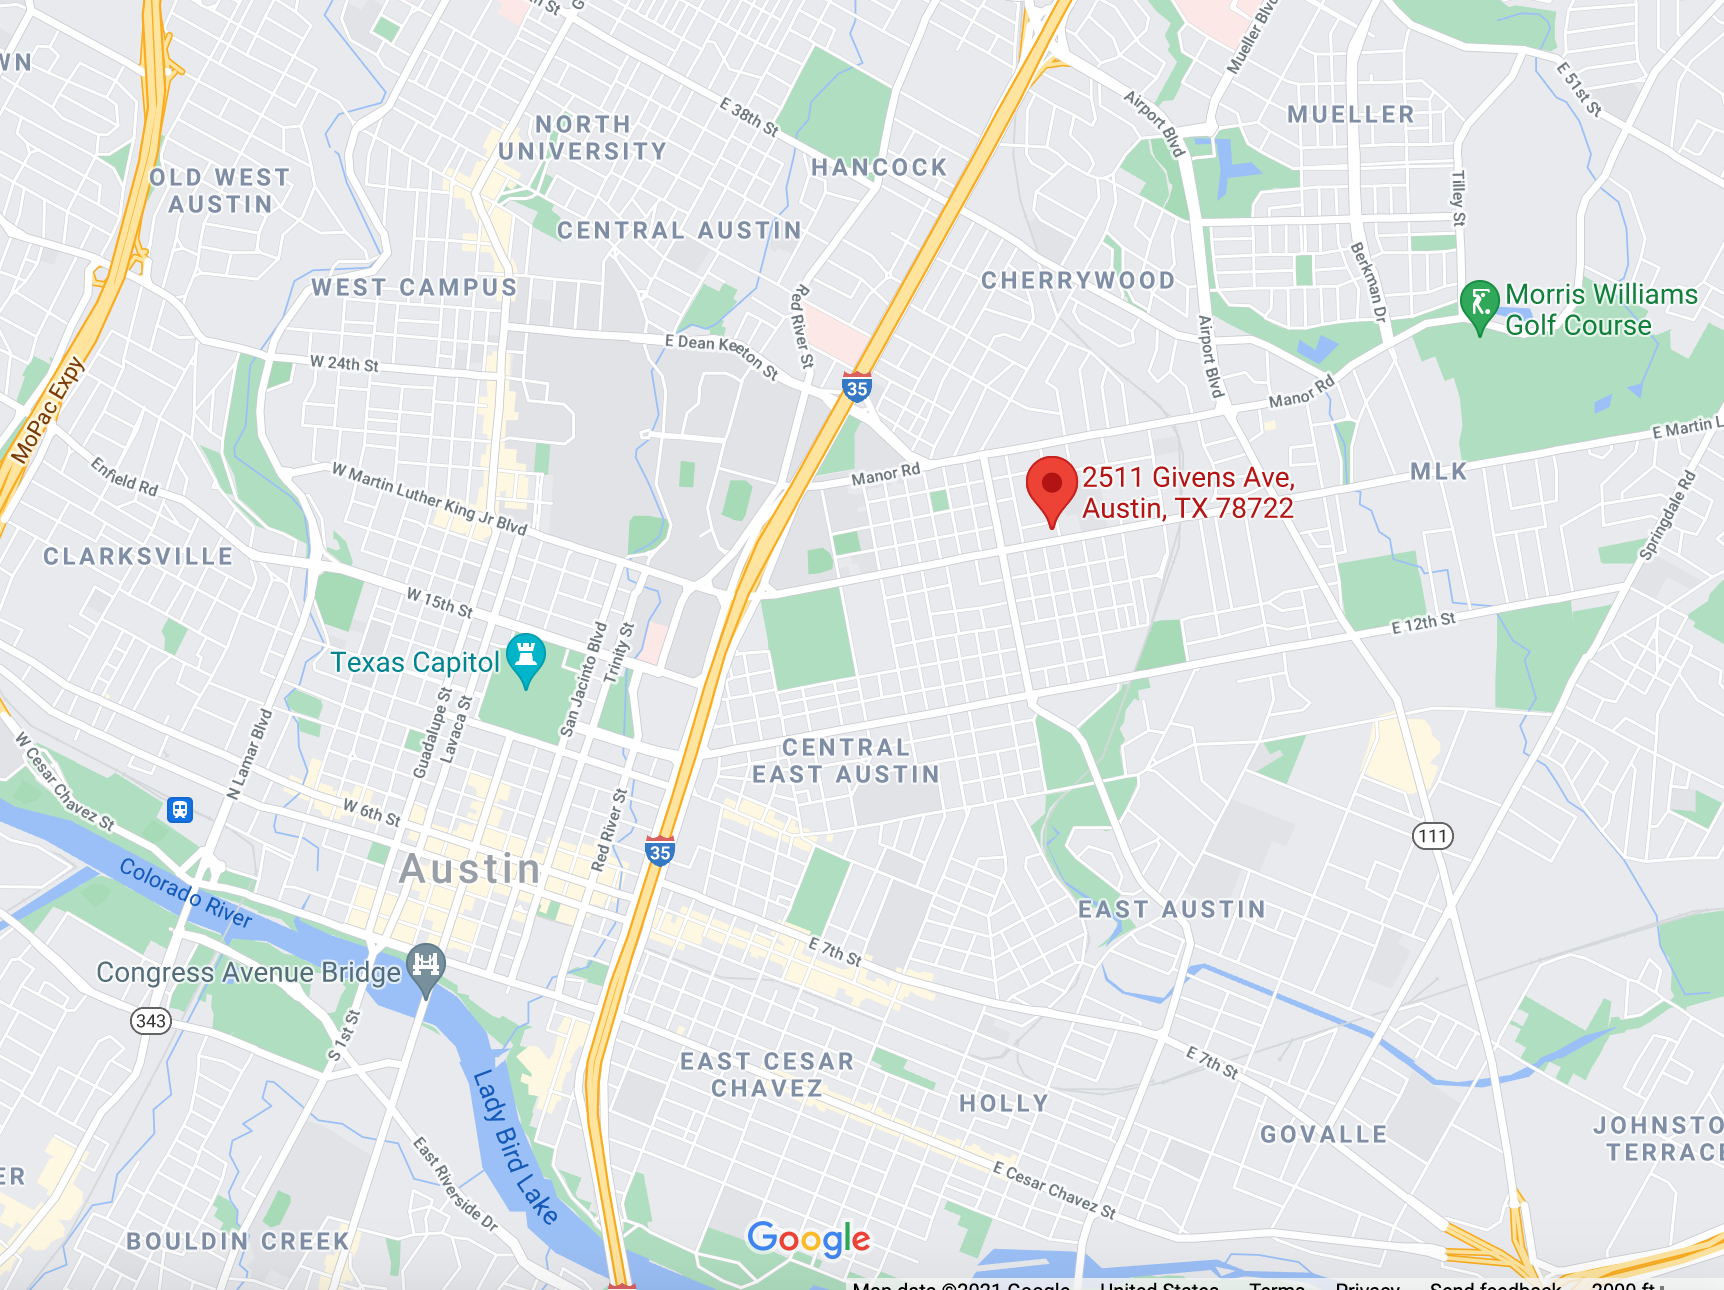 E 51st St
Mueller Blvd
Airport Blvd
MUELLER
E 38th St
NORTH
UNIVERSITY
HANCOCK
OLD WEST
AUSTIN
Tilley St
CENTRAL AUSTIN
WEST CAMPUS
CHERRYWOOD
Berkman Dr
Morris Williams
Golf Course
Red River St
E Dean Keeton St
Airport Blvd
W 24th St
35
Manor Rd
MoPac Expy
E Martin L
Enfield Rd
W Martin Luther King Jr Blvd
Manor Rd
MLK
2511 Givens Ave,
Austin, TX 78722
Springdale Rd
CLARKSVILLE
W 15th St
E 12th St
Texas Capitol
San Jacinto Blvd
Trinity St
Guadalupe St
Lavaca St
N Lamar Blvd
CENTRAL
EAST AUSTIN
W Cesar Chavez St
W 6th St
Red River St
35
111
Austin
Colorado River
EAST AUSTIN
E 7th St
Congress Avenue Bridge
343
S 1st St
EAST CESAR
CHAVEZ
E 7th St
HOLLY
GOVALLE
JOHNSTO
TERRACE
Lady Bird Lake
East Riverside Dr
E Cesar Chavez St
BOULDIN CREEK
Google
Map data ©2021 Google United States Terms Privacy Send feedback 2000 ft